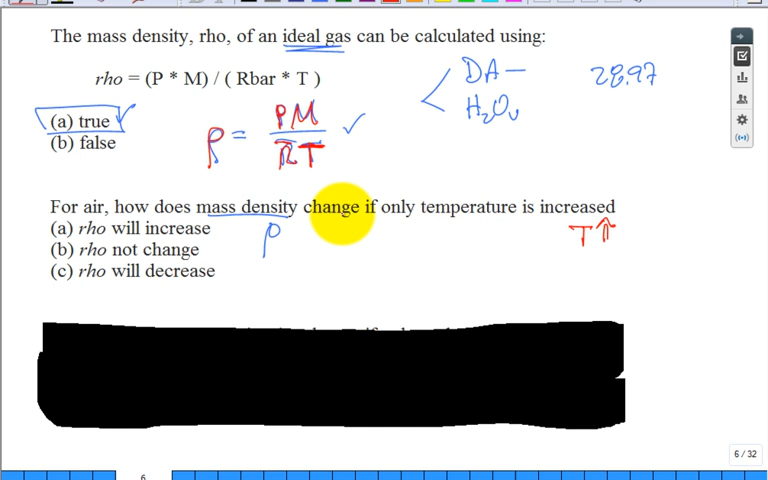 The mass density, rho, of an ideal gas can be calculated using:
rho = (P * M) / ( Rbar * T )
DA — 28.97
H₂Oᵥ
(a) true
(b) false
ρ = PM / R̄T ✓
For air, how does mass density change if only temperature is increased
(a) rho will increase
ρ
T↑
(b) rho not change
(c) rho will decrease
6 / 32
6